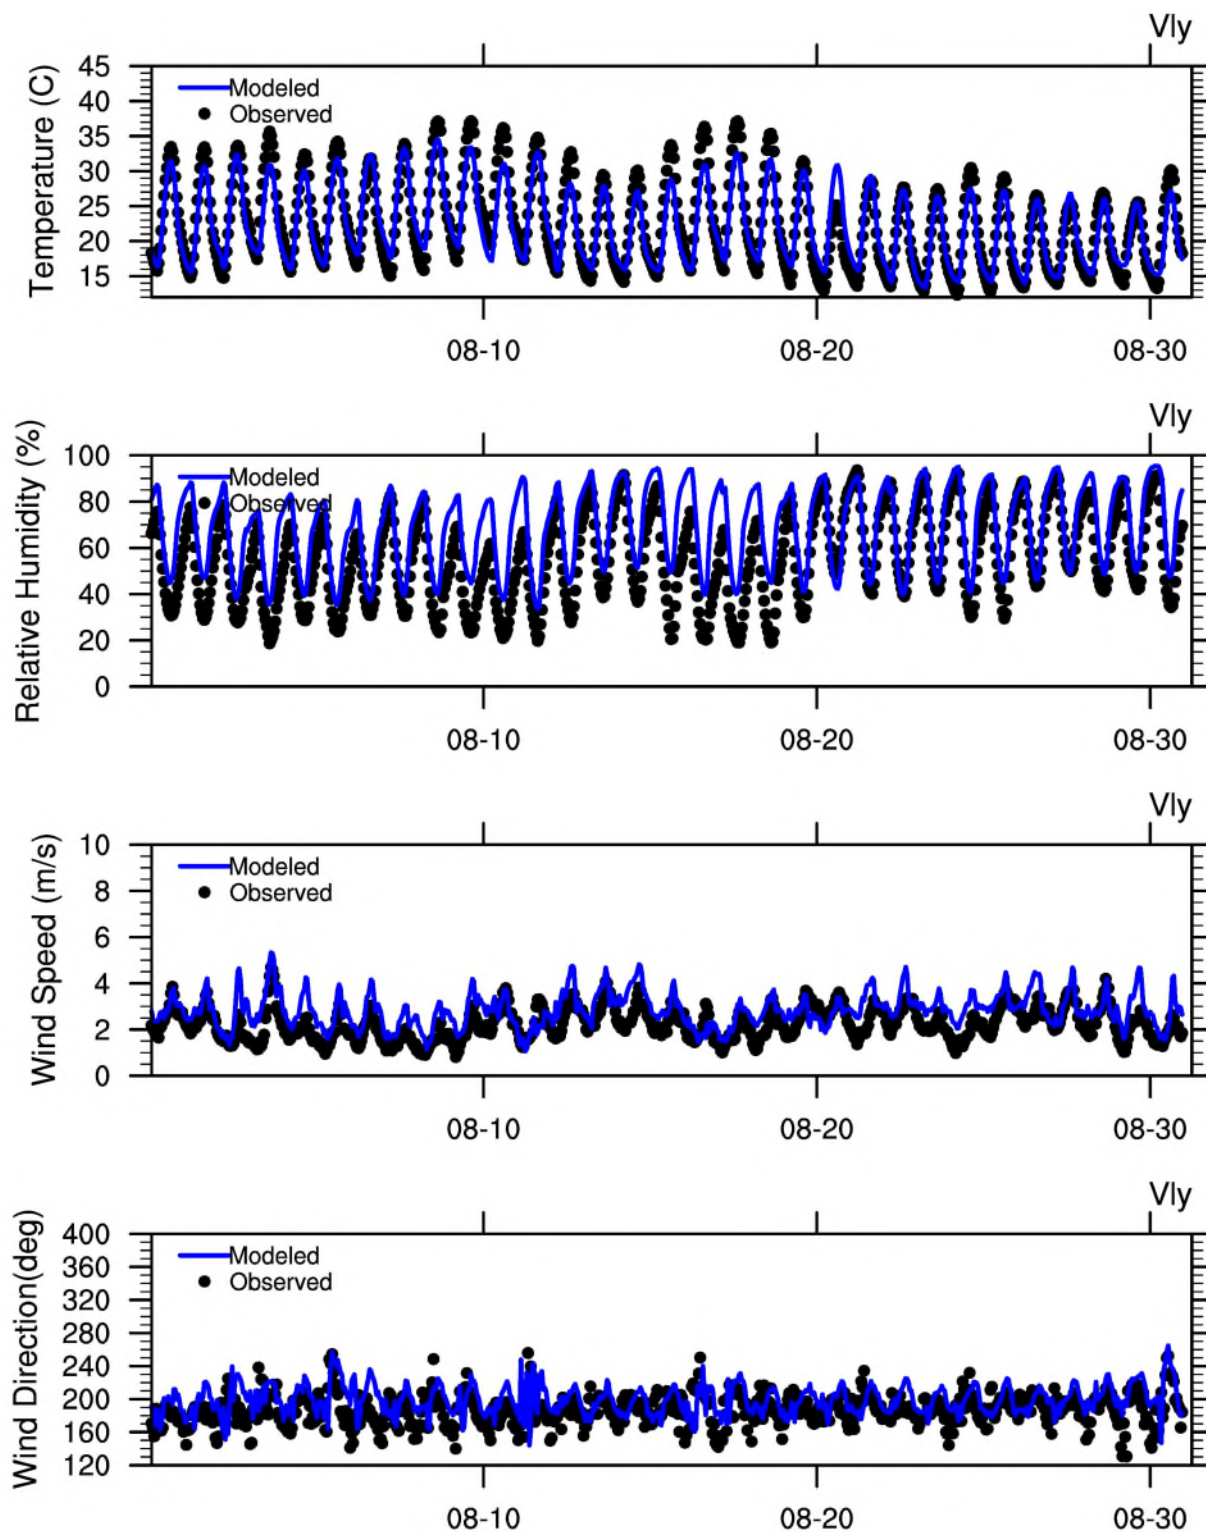 Vly
Temperature (C)
45
40
35
30
25
20
15
Modeled
Observed
08-10
08-20
08-30
Vly
Relative Humidity (%)
100
80
60
40
20
0
Modeled
Observed
08-10
08-20
08-30
Vly
Wind Speed (m/s)
10
8
6
4
2
0
Modeled
Observed
08-10
08-20
08-30
Vly
Wind Direction(deg)
400
360
320
280
240
200
160
120
Modeled
Observed
08-10
08-20
08-30